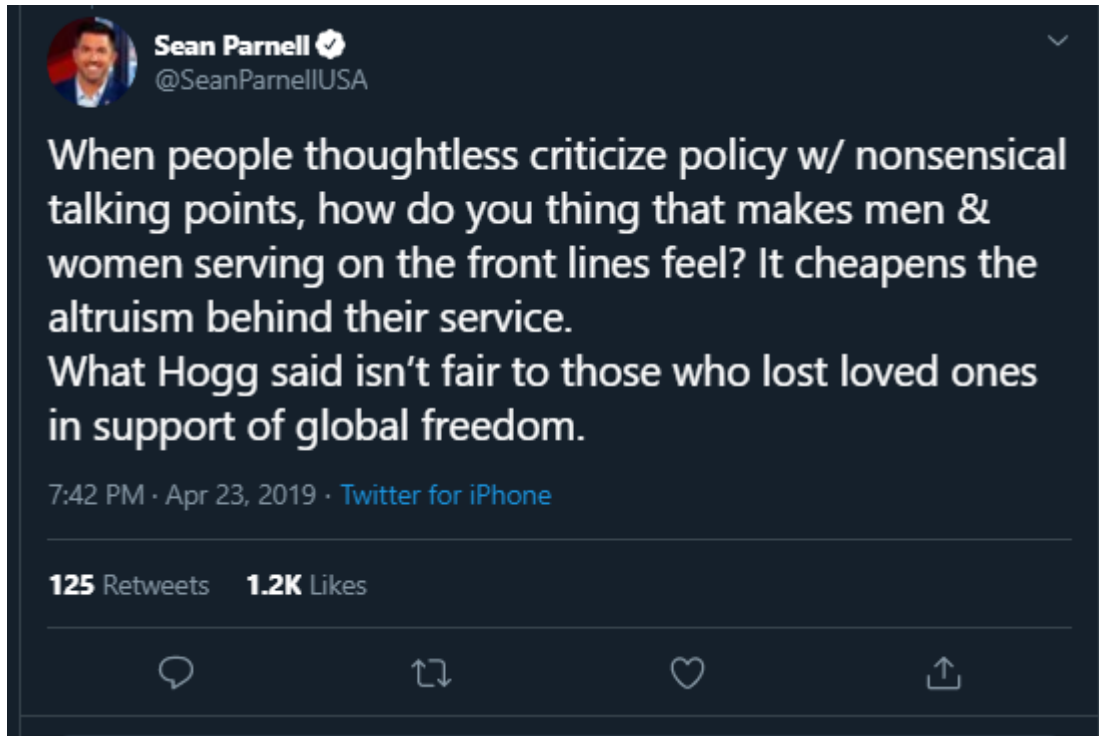 Sean Parnell
@SeanParnellUSA
When people thoughtless criticize policy w/ nonsensical
talking points, how do you thing that makes men &
women serving on the front lines feel? It cheapens the
altruism behind their service.
What Hogg said isn’t fair to those who lost loved ones
in support of global freedom.
7:42 PM · Apr 23, 2019 · Twitter for iPhone
125 Retweets 1.2K Likes